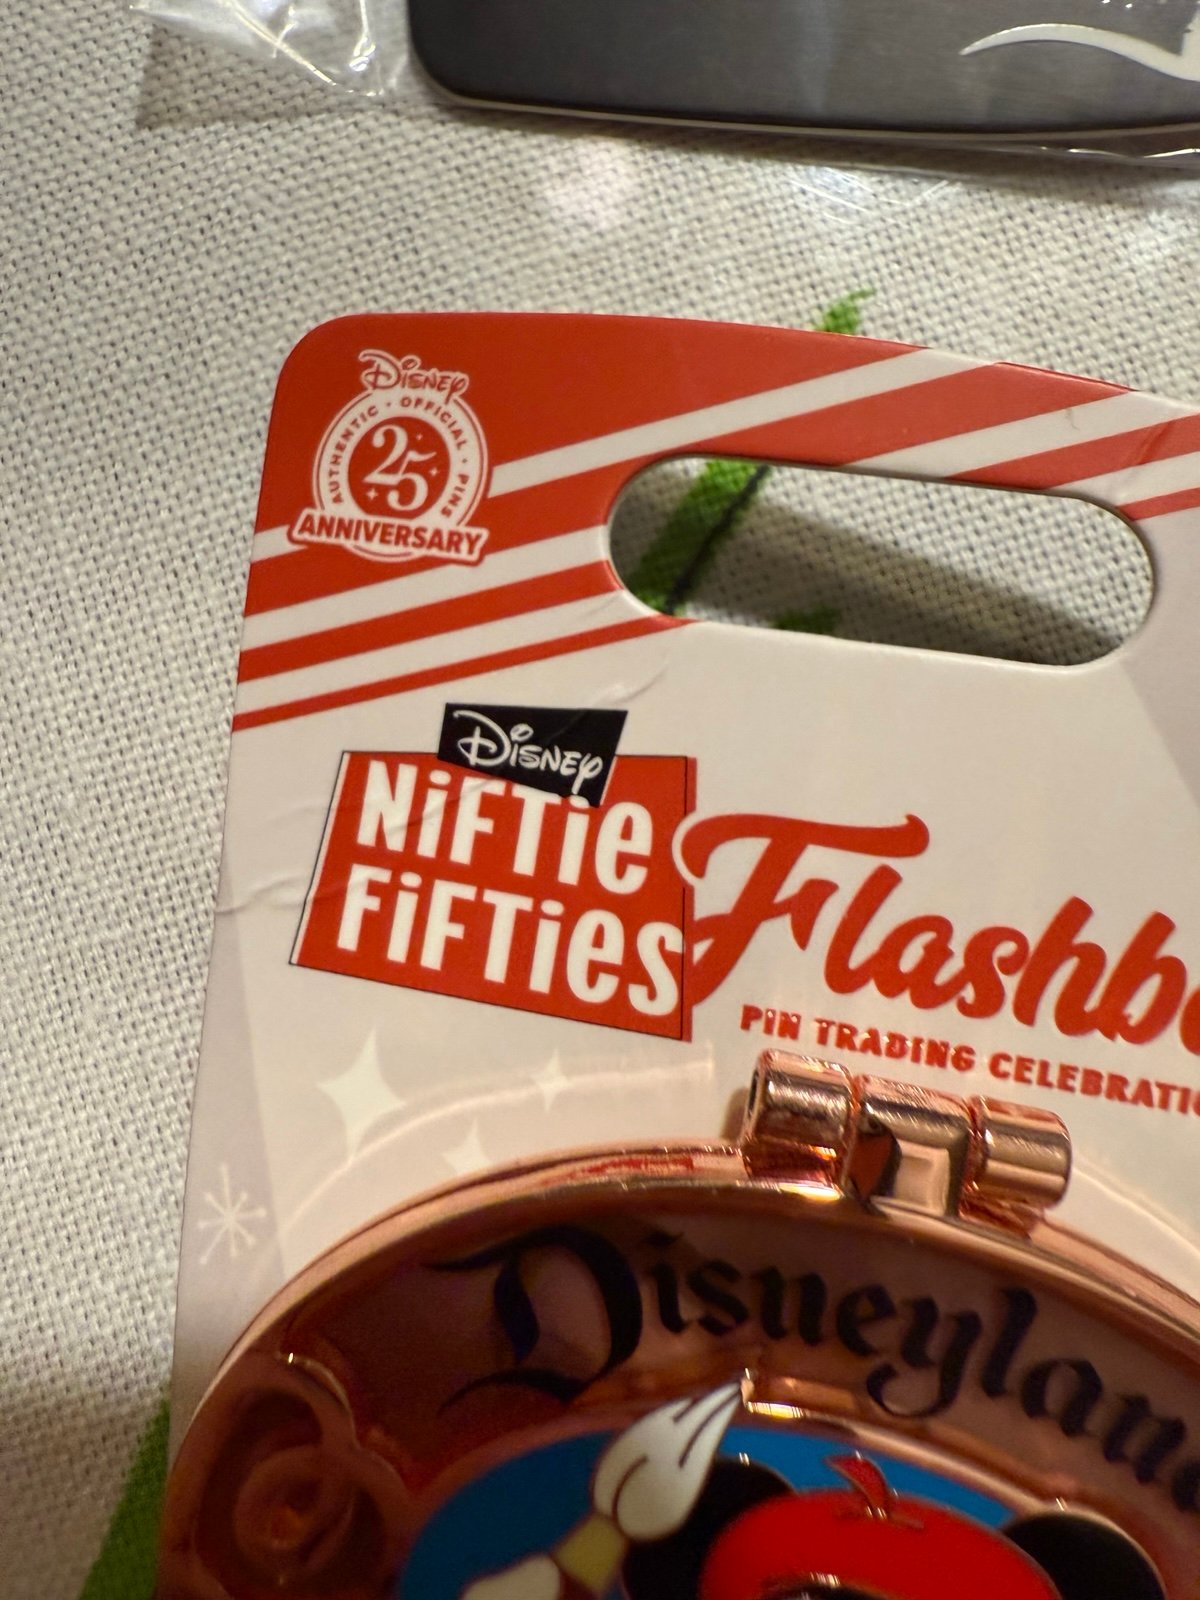 Disney
AUTHENTIC • OFFICIAL • PINS
25
ANNIVERSARY
Disney
NiFTie
FiFTies
Flashb
PIN TRADING CELEBRATI
Disneylan